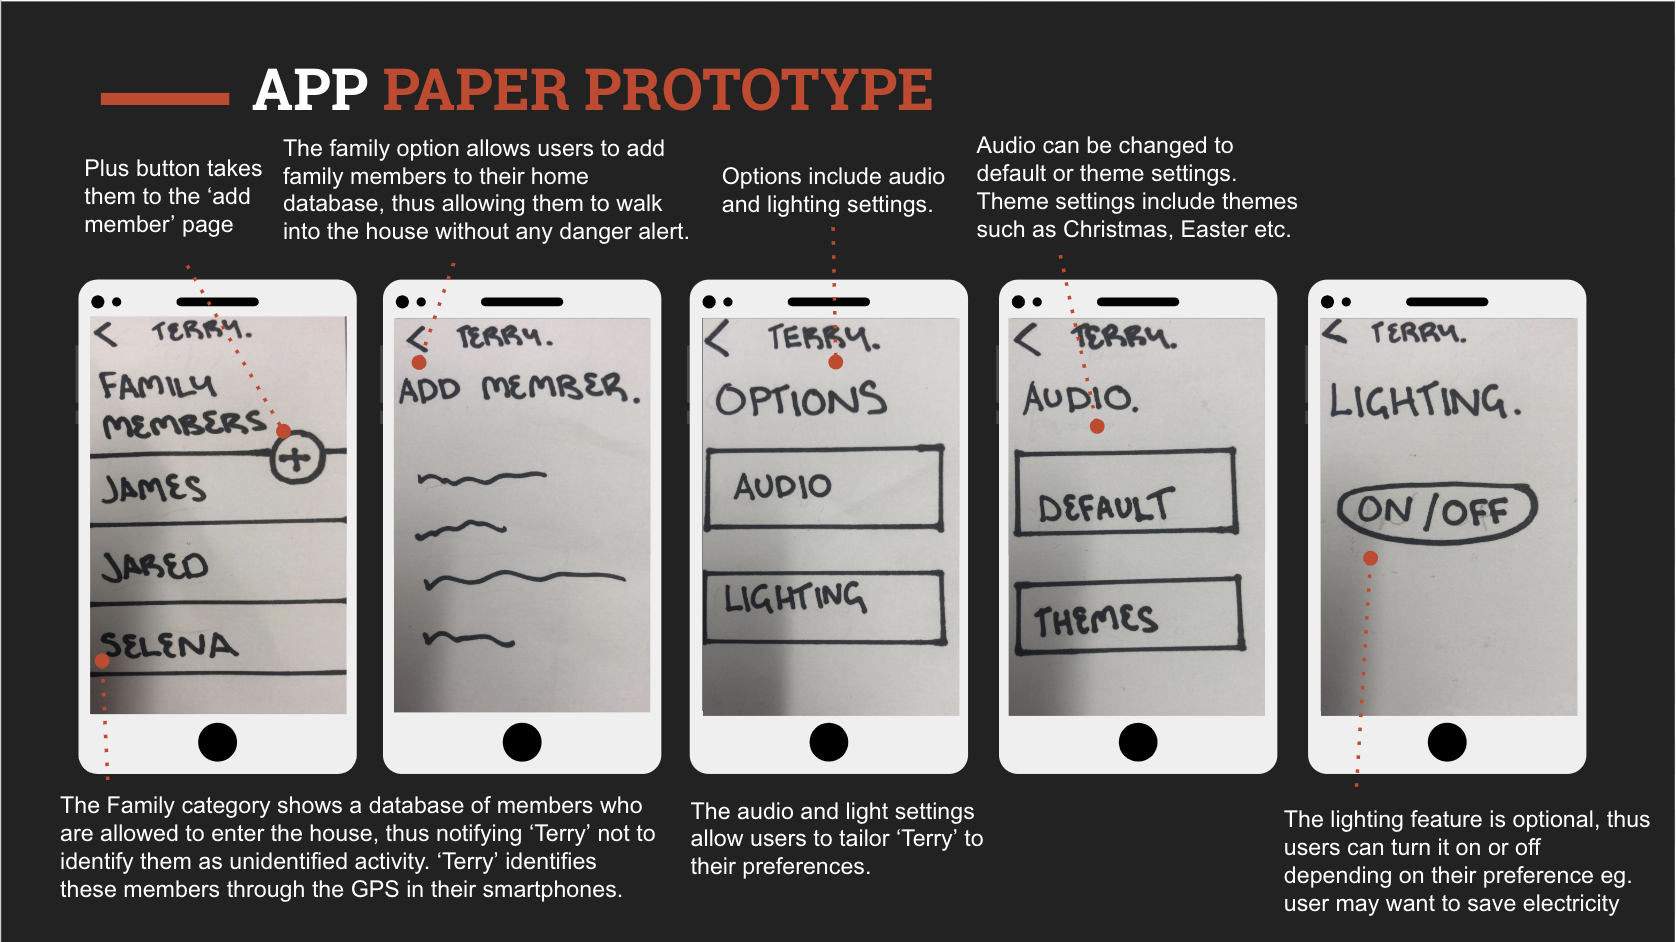 APP PAPER PROTOTYPE
Plus button takes
them to the ‘add
member’ page
The family option allows users to add
family members to their home
database, thus allowing them to walk
into the house without any danger alert.
Options include audio
and lighting settings.
Audio can be changed to
default or theme settings.
Theme settings include themes
such as Christmas, Easter etc.
< TERRY.
FAMILY
MEMBERS
+
JAMES
JARED
SELENA
< TERRY.
ADD MEMBER.
< TERRY.
OPTIONS
AUDIO
LIGHTING
< TERRY.
AUDIO.
DEFAULT
THEMES
< TERRY.
LIGHTING.
ON/OFF
The Family category shows a database of members who
are allowed to enter the house, thus notifying ‘Terry’ not to
identify them as unidentified activity. ‘Terry’ identifies
these members through the GPS in their smartphones.
The audio and light settings
allow users to tailor ‘Terry’ to
their preferences.
The lighting feature is optional, thus
users can turn it on or off
depending on their preference eg.
user may want to save electricity